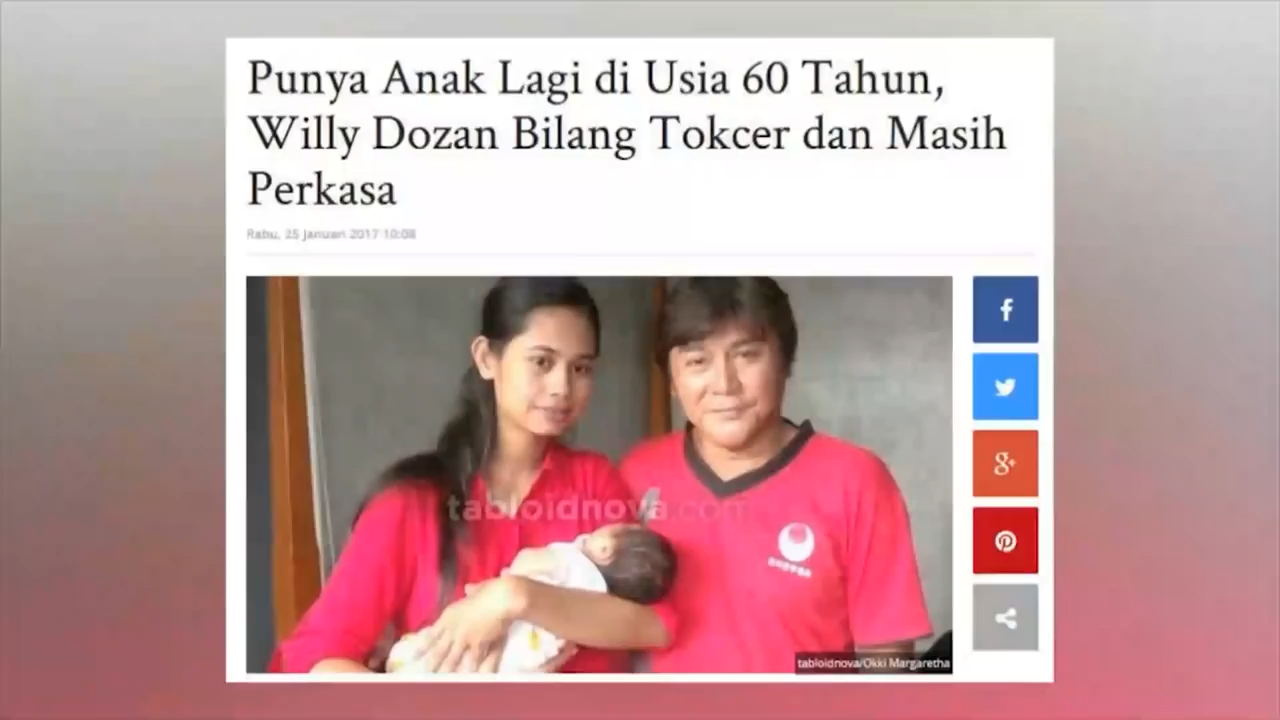 Punya Anak Lagi di Usia 60 Tahun,
Willy Dozan Bilang Tokcer dan Masih
Perkasa
Rabu, 25 Januari 2017 10:08
f
g+
tabloidnova.com
tabloidnova/Okki Margaretha